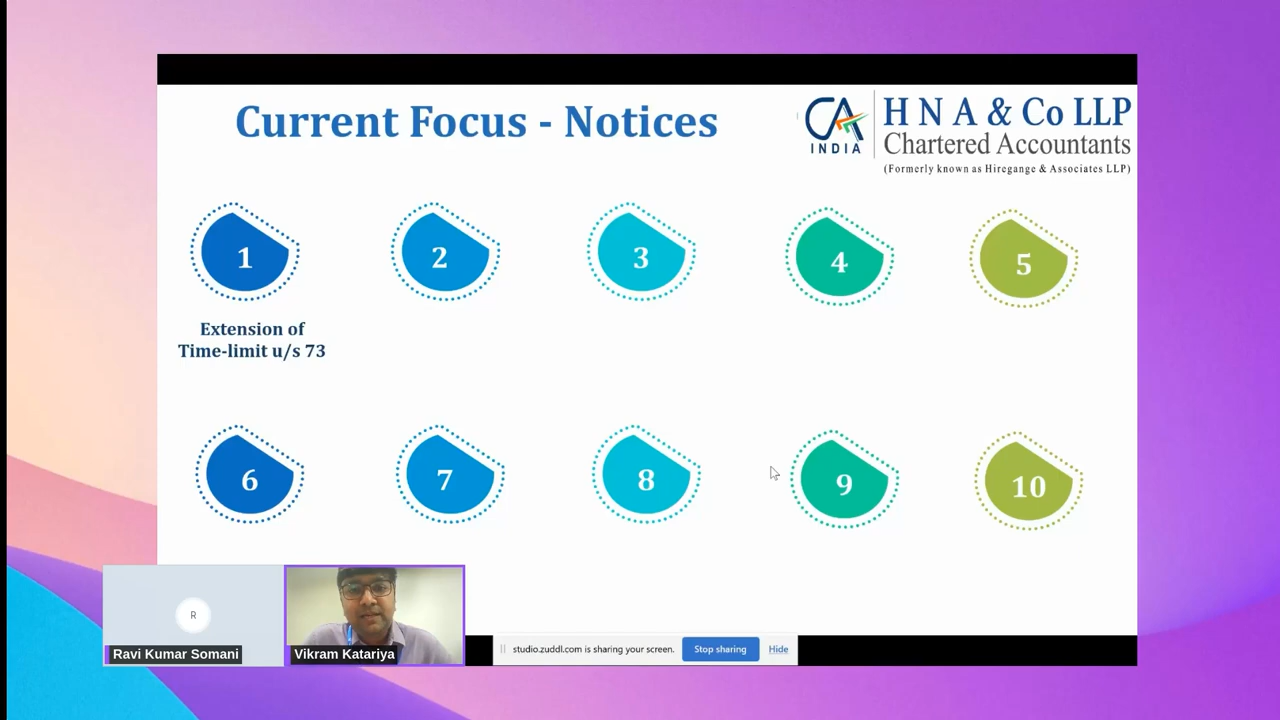 Current Focus - Notices
CA
INDIA
H N A & Co LLP
Chartered Accountants
(Formerly known as Hiregange & Associates LLP)
1
2
3
4
5
Extension of
Time-limit u/s 73
6
7
8
9
10
R
Ravi Kumar Somani
Vikram Katariya
studio.zuddl.com is sharing your screen.
Stop sharing
Hide